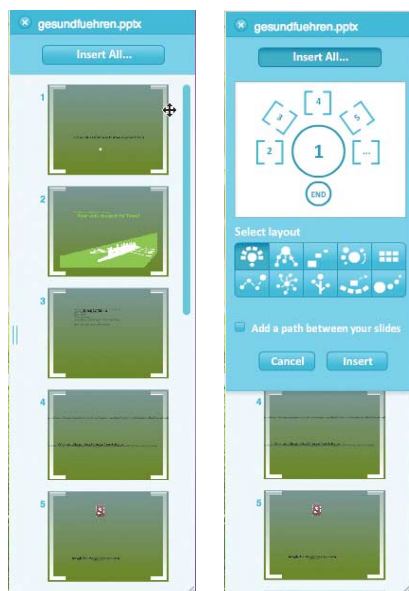 gesundfuehren.pptx
Insert All...
1
2
3
4
5
gesundfuehren.pptx
Insert All...
4
3
5
2
1
...
END
Select layout
Add a path between your slides
Cancel
Insert
4
5